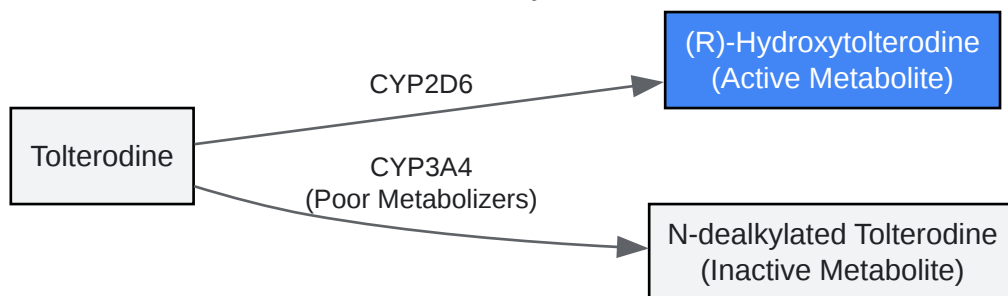 (R)-Hydroxytolterodine
(Active Metabolite)
CYP2D6
Tolterodine
CYP3A4
(Poor Metabolizers)
N-dealkylated Tolterodine
(Inactive Metabolite)